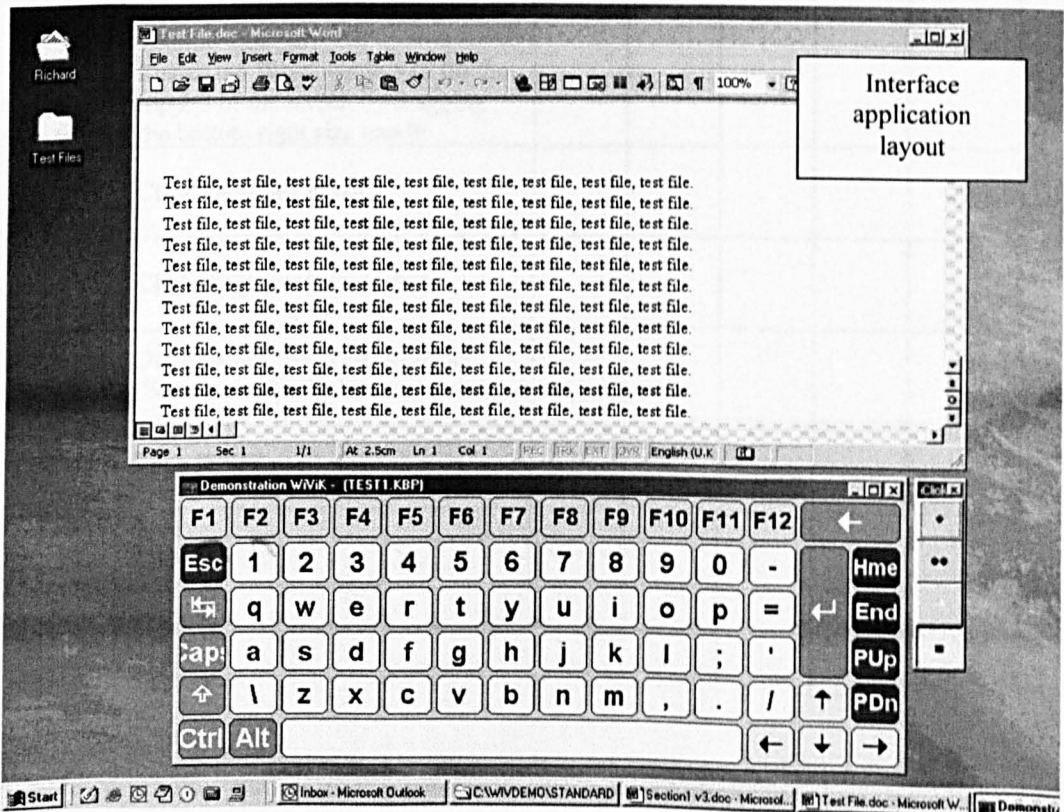 Test File.doc - Microsoft Word
File Edit View Insert Format Tools Table Window Help
100%
Interface
application
layout
Richard
Test Files
Test file, test file, test file, test file, test file, test file, test file, test file, test file.
Test file, test file, test file, test file, test file, test file, test file, test file, test file.
Test file, test file, test file, test file, test file, test file, test file, test file, test file.
Test file, test file, test file, test file, test file, test file, test file, test file, test file.
Test file, test file, test file, test file, test file, test file, test file, test file, test file.
Test file, test file, test file, test file, test file, test file, test file, test file, test file.
Test file, test file, test file, test file, test file, test file, test file, test file, test file.
Test file, test file, test file, test file, test file, test file, test file, test file, test file.
Test file, test file, test file, test file, test file, test file, test file, test file, test file.
Test file, test file, test file, test file, test file, test file, test file, test file, test file.
Test file, test file, test file, test file, test file, test file, test file, test file, test file.
Test file, test file, test file, test file, test file, test file, test file, test file, test file.
Page 1 Sec 1 1/1 At 2.5cm Ln 1 Col 1 REC TRK EXT OVR English (U.K
Demonstration WiViK - (TEST1.KBP)
F1 F2 F3 F4 F5 F6 F7 F8 F9 F10 F11 F12 ←
Esc 1 2 3 4 5 6 7 8 9 0 - Hme
q w e r t y u i o p = End
Caps a s d f g h j k l ; ' PUp
\ z x c v b n m , . / ↑ PDn
Ctrl Alt ← ↓ →
Start Inbox - Microsoft Outlook C:\WIVDEMO\STANDARD Section1 v3.doc - Microsof... Test File.doc - Microsoft W... Demonst